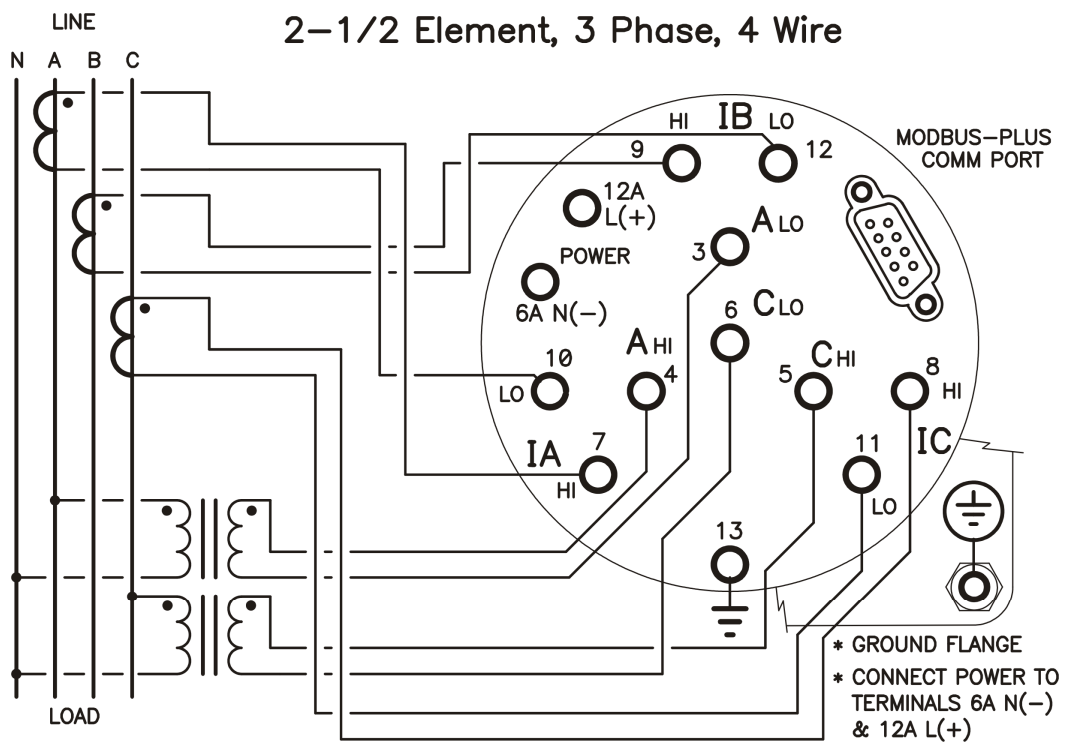 LINE
2-1/2 Element, 3 Phase, 4 Wire
N A B C
HI IB LO
9 12
MODBUS-PLUS
COMM PORT
12A
L(+)
A LO
3
POWER
6A N(-)
6 C LO
A HI
10
4
LO
C HI
5
8
HI
IA
7
HI
IC
11
LO
13
* GROUND FLANGE
* CONNECT POWER TO
TERMINALS 6A N(-)
& 12A L(+)
LOAD